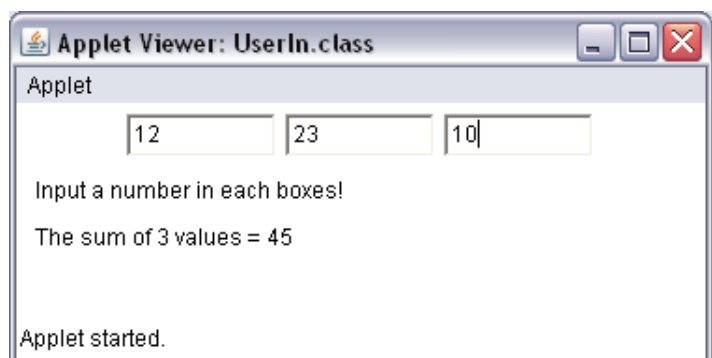 Applet Viewer: UserIn.class
Applet
12 23 10
Input a number in each boxes!
The sum of 3 values = 45
Applet started.